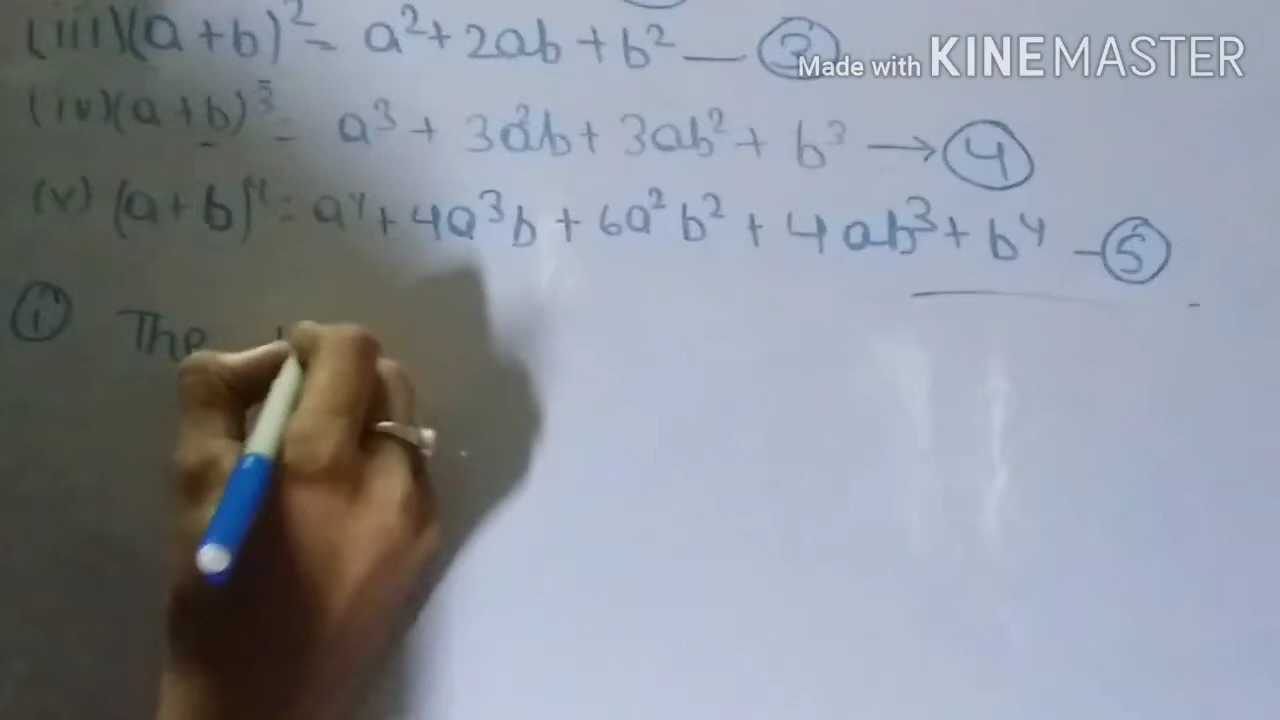 (iii) (a+b)² = a² + 2ab + b² — ③
Made with KINEMASTER
(iv) (a+b)³ = a³ + 3a²b + 3ab² + b³ → ④
(v) (a+b)⁴ = a⁴ + 4a³b + 6a²b² + 4ab³ + b⁴ – ⑤
① The